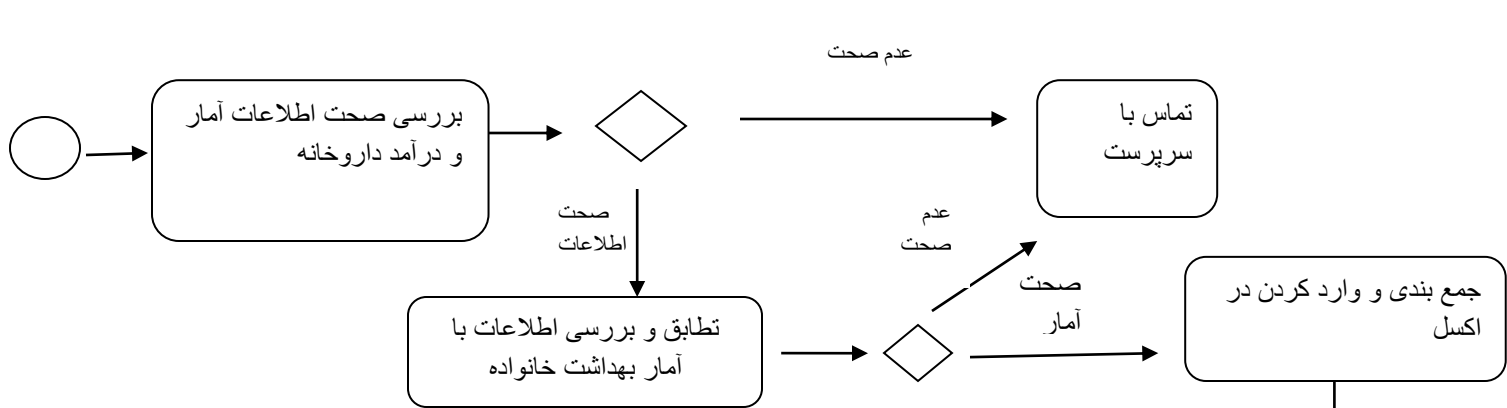 عدم صحت
بررسی صحت اطلاعات آمار
و درآمد داروخانه
تماس با
سرپرست
صحت
اطلاعات
عدم
صحت
صحت
آمار
جمع بندی و وارد کردن در
اکسل
تطابق و بررسی اطلاعات با
آمار بهداشت خانواده